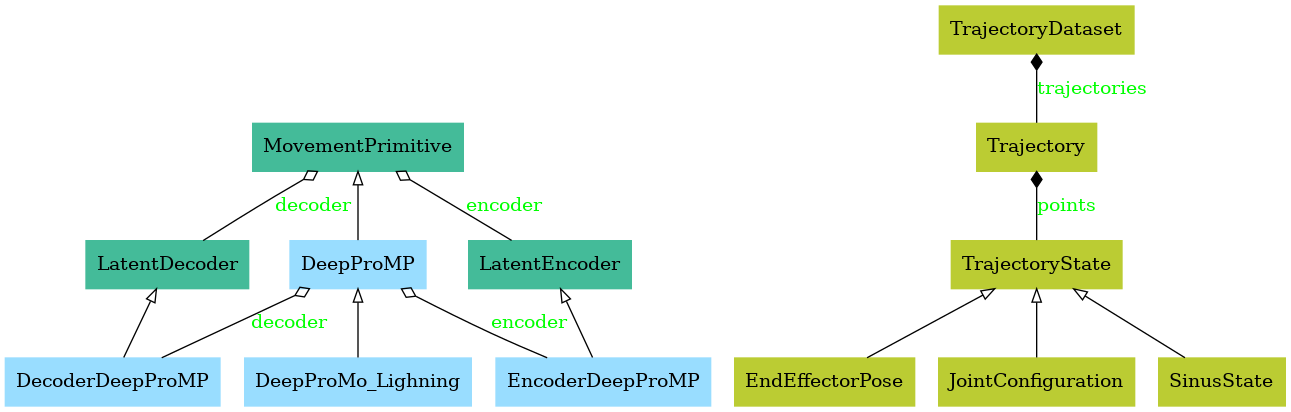 TrajectoryDataset
trajectories
MovementPrimitive
Trajectory
decoder
encoder
points
LatentDecoder
DeepProMP
LatentEncoder
TrajectoryState
decoder
encoder
DecoderDeepProMP
DeepProMo_Lighning
EncoderDeepProMP
EndEffectorPose
JointConfiguration
SinusState